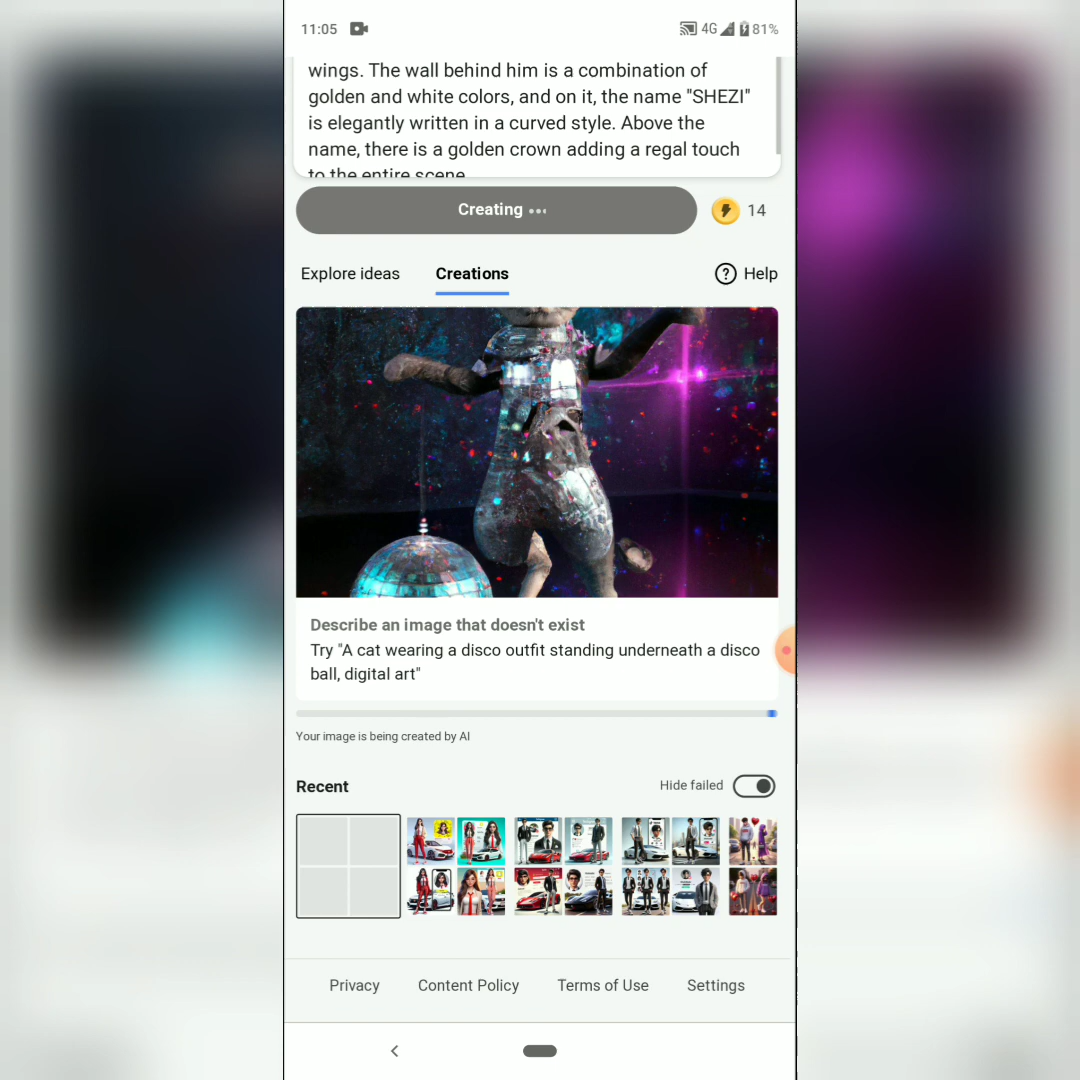 11:05 4G 81%
wings. The wall behind him is a combination of
golden and white colors, and on it, the name "SHEZI"
is elegantly written in a curved style. Above the
name, there is a golden crown adding a regal touch
to the entire scene
Creating 14
Explore ideas Creations ? Help
Describe an image that doesn't exist
Try "A cat wearing a disco outfit standing underneath a disco
ball, digital art"
Your image is being created by AI
Recent Hide failed
Privacy Content Policy Terms of Use Settings